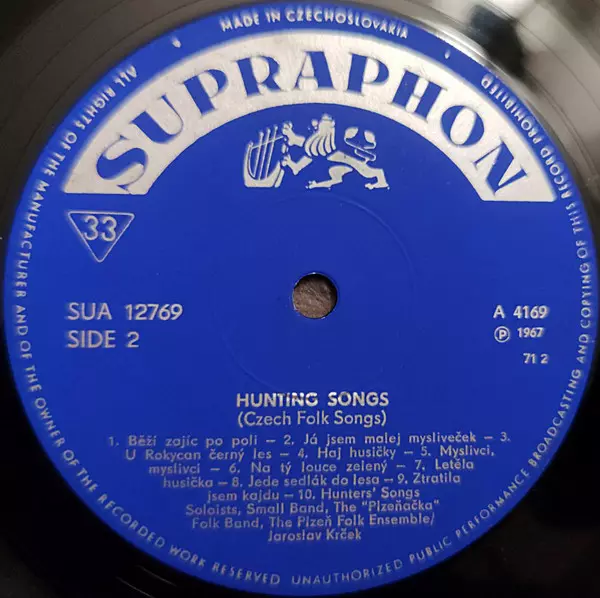 MADE IN CZECHOSLOVAKIA
ALL RIGHTS OF THE MANUFACTURER AND OF THE OWNER OF THE RECORDED WORK RESERVED UNAUTHORIZED PUBLIC PERFORMANCE BROADCASTING AND COPYING OF THIS RECORD PROHIBITED
SUPRAPHON
33
SUA 12769
SIDE 2
A 4169
Ⓟ 1967
71 2
HUNTING SONGS
(Czech Folk Songs)
1. Běží zajíc po poli – 2. Já jsem malej mysliveček – 3.
U Rokycan černý les – 4. Haj husičky – 5. Myslivci,
myslivci – 6. Na tý louce zelený – 7. Letěla
husička – 8. Jede sedlák do lesa – 9. Ztratila
jsem kajdu – 10. Hunters' Songs
Soloists, Small Band, The "Plzeňačka"
Folk Band, The Plzeň Folk Ensemble/
Jaroslav Krček